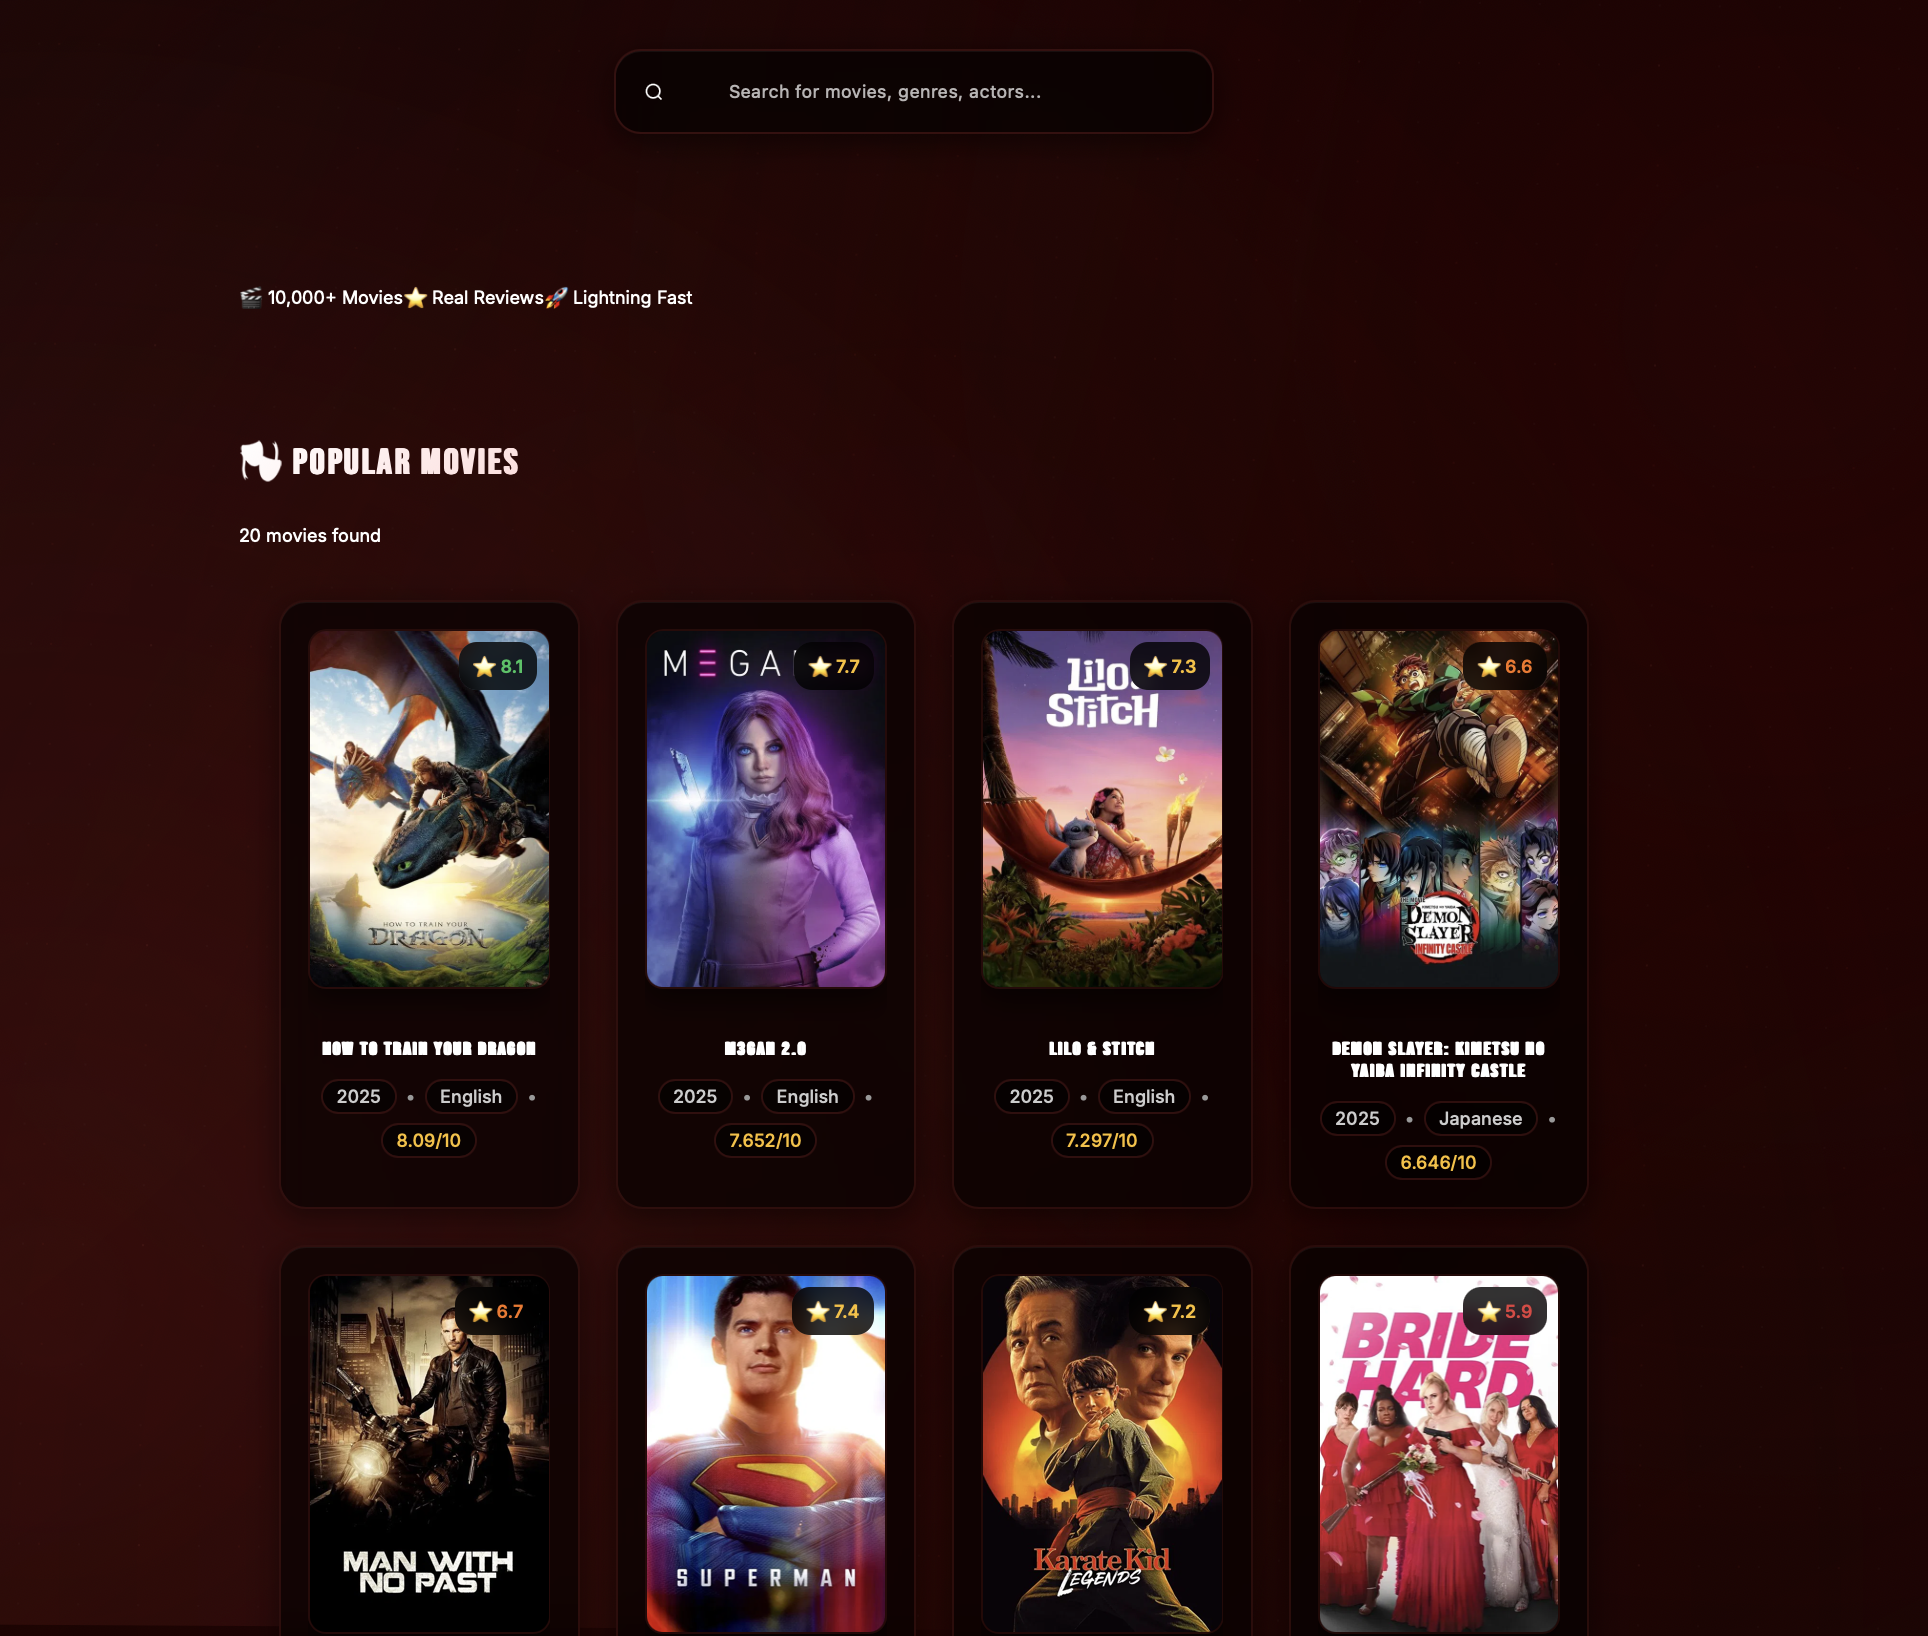 Search for movies, genres, actors...
🎬 10,000+ Movies⭐ Real Reviews🚀 Lightning Fast
POPULAR MOVIES
20 movies found
⭐ 8.1
MEGA
⭐ 7.7
Lilo
⭐ 7.3
STitCH
⭐ 6.6
HOW TO TRAIN YOUR
DRAGON
DEMON
SLAYER
INFINITY CASTLE
HOW TO TRAIN YOUR DRAGON
2025 • English •
8.09/10
M3GAN 2.0
2025 • English •
7.652/10
LILO & STITCH
2025 • English •
7.297/10
DEMON SLAYER: KIMETSU NO
YAIBA INFINITY CASTLE
2025 • Japanese •
6.646/10
⭐ 6.7
MAN WITH
NO PAST
⭐ 7.4
SUPERMAN
⭐ 7.2
Karate Kid
LEGENDS
⭐ 5.9
BRIDE
HARD